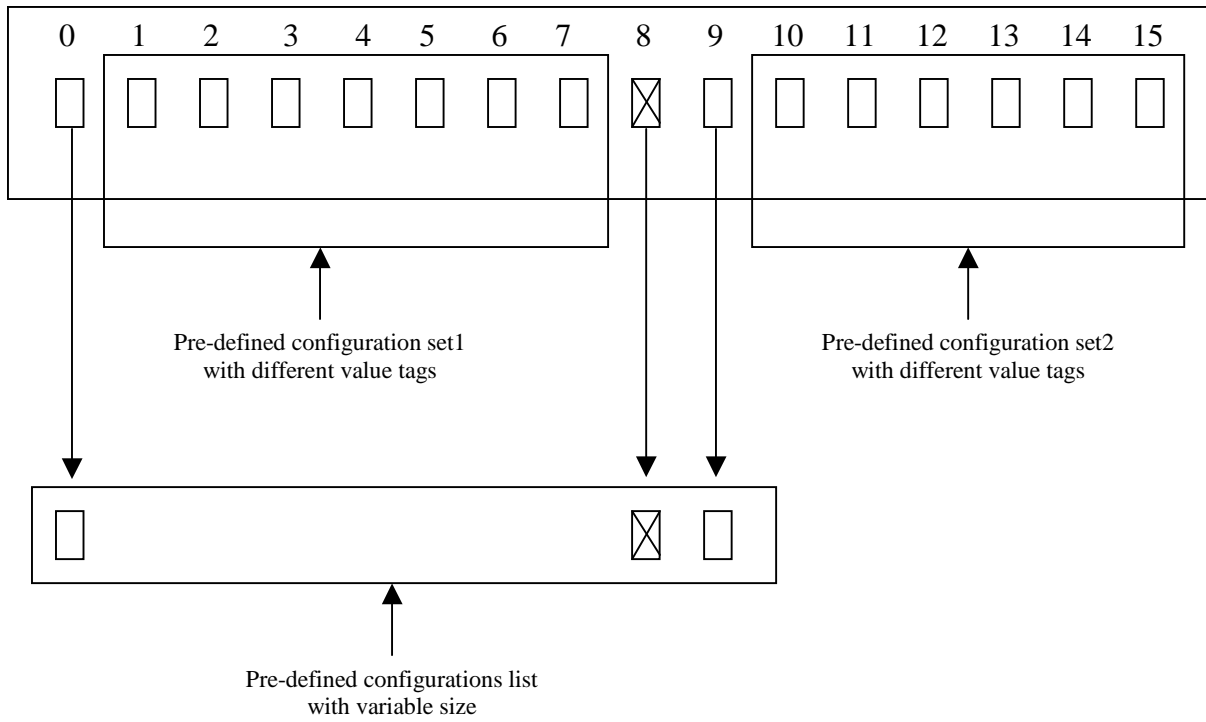 0 1 2 3 4 5 6 7 8 9 10 11 12 13 14 15
Pre-defined configuration set1
with different value tags
Pre-defined configuration set2
with different value tags
Pre-defined configurations list
with variable size